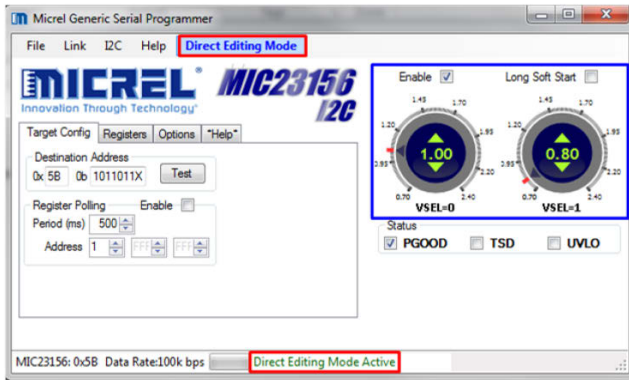 Micrel Generic Serial Programmer
File Link I2C Help Direct Editing Mode
MICREL
Innovation Through Technology
MIC23156
I2C
Target Config Registers Options "Help"
Destination Address
0x 5B 0b 1011011X Test
Register Polling Enable
Period (ms) 500
Address 1 FFF FFF
Enable Long Soft Start
1.45 1.70
1.20 1.95
2.20
0.70 2.40
1.00
VSEL=0
1.45 1.70
1.20 1.95
2.95 2.20
0.70 2.40
0.80
VSEL=1
Status
PGOOD TSD UVLO
MIC23156: 0x5B Data Rate:100k bps Direct Editing Mode Active